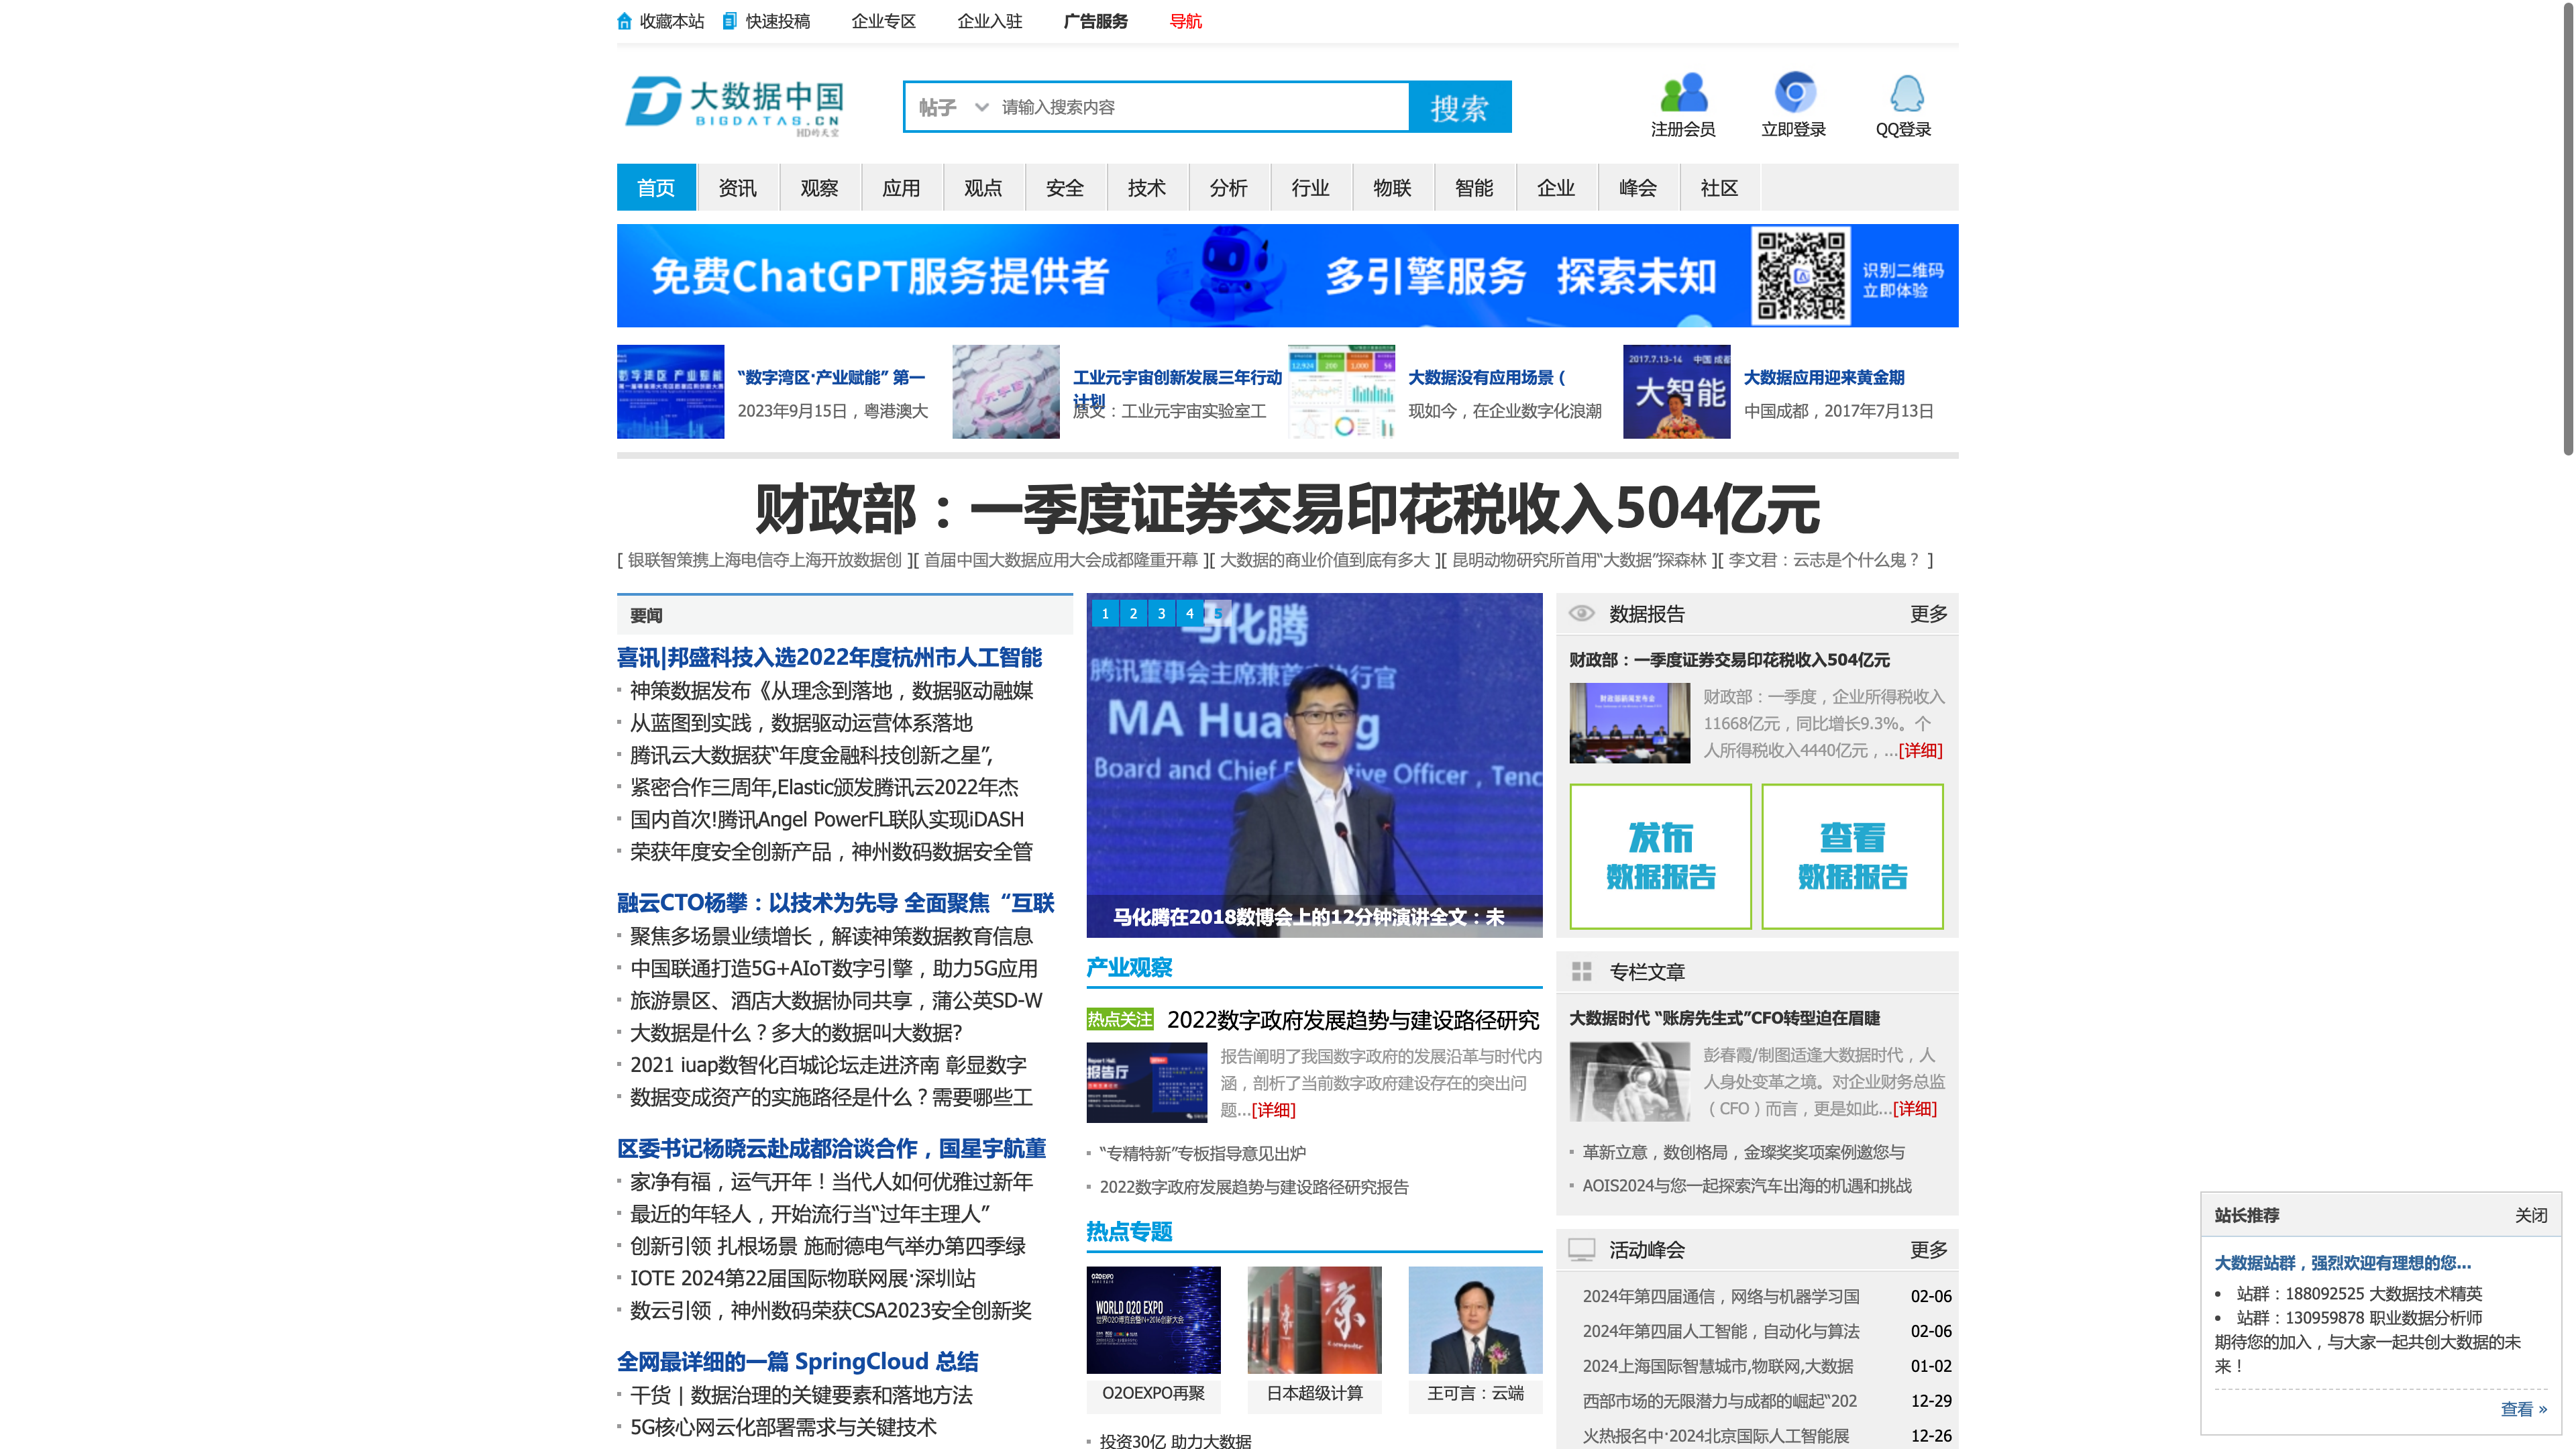 收藏本站 快速投稿 企业专区 企业入驻 广告服务 导航
大数据中国
BIGDATAS.CN
HD的天空
帖子 请输入搜索内容 搜索
注册会员 立即登录 QQ登录
首页 资讯 观察 应用 观点 安全 技术 分析 行业 物联 智能 企业 峰会 社区
免费ChatGPT服务提供者 多引擎服务 探索未知
识别二维码
立即体验
“数字湾区·产业赋能” 第一
2023年9月15日，粤港澳大
工业元宇宙创新发展三年行动
计划
原文：工业元宇宙实验室工
大数据没有应用场景（
现如今，在企业数字化浪潮
2017.7.13-14 中国 成都
大智能
大数据应用迎来黄金期
中国成都，2017年7月13日
财政部：一季度证券交易印花税收入504亿元
[ 银联智策携上海电信夺上海开放数据创 ][ 首届中国大数据应用大会成都隆重开幕 ][ 大数据的商业价值到底有多大 ][ 昆明动物研究所首用“大数据”探森林 ][ 李文君：云志是个什么鬼？ ]
要闻
喜讯|邦盛科技入选2022年度杭州市人工智能
神策数据发布《从理念到落地，数据驱动融媒
从蓝图到实践，数据驱动运营体系落地
腾讯云大数据获“年度金融科技创新之星”,
紧密合作三周年,Elastic颁发腾讯云2022年杰
国内首次!腾讯Angel PowerFL联队实现iDASH
荣获年度安全创新产品，神州数码数据安全管
融云CTO杨攀：以技术为先导 全面聚焦“互联
聚焦多场景业绩增长，解读神策数据教育信息
中国联通打造5G+AIoT数字引擎，助力5G应用
旅游景区、酒店大数据协同共享，蒲公英SD-W
大数据是什么？多大的数据叫大数据?
2021 iuap数智化百城论坛走进济南 彰显数字
数据变成资产的实施路径是什么？需要哪些工
区委书记杨晓云赴成都洽谈合作，国星宇航董
家净有福，运气开年！当代人如何优雅过新年
最近的年轻人，开始流行当“过年主理人”
创新引领 扎根场景 施耐德电气举办第四季绿
IOTE 2024第22届国际物联网展·深圳站
数云引领，神州数码荣获CSA2023安全创新奖
全网最详细的一篇 SpringCloud 总结
干货 | 数据治理的关键要素和落地方法
5G核心网云化部署需求与关键技术
1 2 3 4 5
马化腾
腾讯董事会主席兼首席执行官
MA Hua g
Board and Chief E tive Officer , Tenc
马化腾在2018数博会上的12分钟演讲全文：未
产业观察
热点关注 2022数字政府发展趋势与建设路径研究
报告厅
报告阐明了我国数字政府的发展沿革与时代内
涵，剖析了当前数字政府建设存在的突出问
题...[详细]
“专精特新”专板指导意见出炉
2022数字政府发展趋势与建设路径研究报告
热点专题
O2OEXPO
WORLD O2O EXPO
世界O2O博览会暨IN+2016创新大会
京
computer
O2OEXPO再聚 日本超级计算 王可言：云端
投资30亿 助力大数据
数据报告 更多
财政部：一季度证券交易印花税收入504亿元
财政部：一季度，企业所得税收入
11668亿元，同比增长9.3%。个
人所得税收入4440亿元，...[详细]
发布
数据报告
查看
数据报告
专栏文章
大数据时代 “账房先生式”CFO转型迫在眉睫
彭春霞/制图适逢大数据时代，人
人身处变革之境。对企业财务总监
（CFO）而言，更是如此...[详细]
革新立意，数创格局，金璨奖奖项案例邀您与
AOIS2024与您一起探索汽车出海的机遇和挑战
活动峰会 更多
2024年第四届通信，网络与机器学习国 02-06
2024年第四届人工智能，自动化与算法 02-06
2024上海国际智慧城市,物联网,大数据 01-02
西部市场的无限潜力与成都的崛起“202 12-29
火热报名中·2024北京国际人工智能展 12-26
站长推荐 关闭
大数据站群，强烈欢迎有理想的您...
站群：188092525 大数据技术精英
站群：130959878 职业数据分析师
期待您的加入，与大家一起共创大数据的未
来！
查看 »